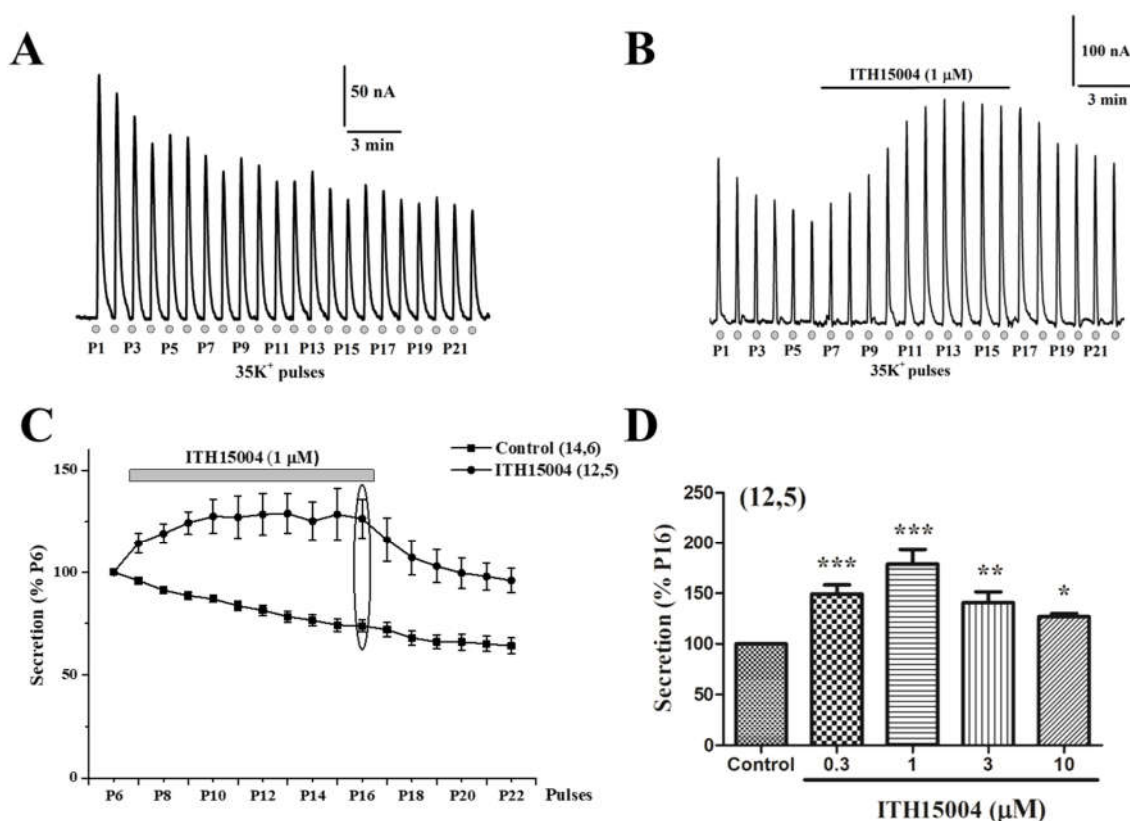 A
50 nA
3 min
P1 P3 P5 P7 P9 P11 P13 P15 P17 P19 P21
35K⁺ pulses
B
100 nA
3 min
ITH15004 (1 μM)
P1 P3 P5 P7 P9 P11 P13 P15 P17 P19 P21
35K⁺ pulses
C
Control (14,6)
ITH15004 (12,5)
ITH15004 (1 μM)
Secretion (% P6)
150
100
50
0
P6 P8 P10 P12 P14 P16 P18 P20 P22 Pulses
D
(12,5)
Secretion (% P16)
250
200
150
100
50
0
*** *** ** *
Control 0.3 1 3 10
ITH15004 (μM)